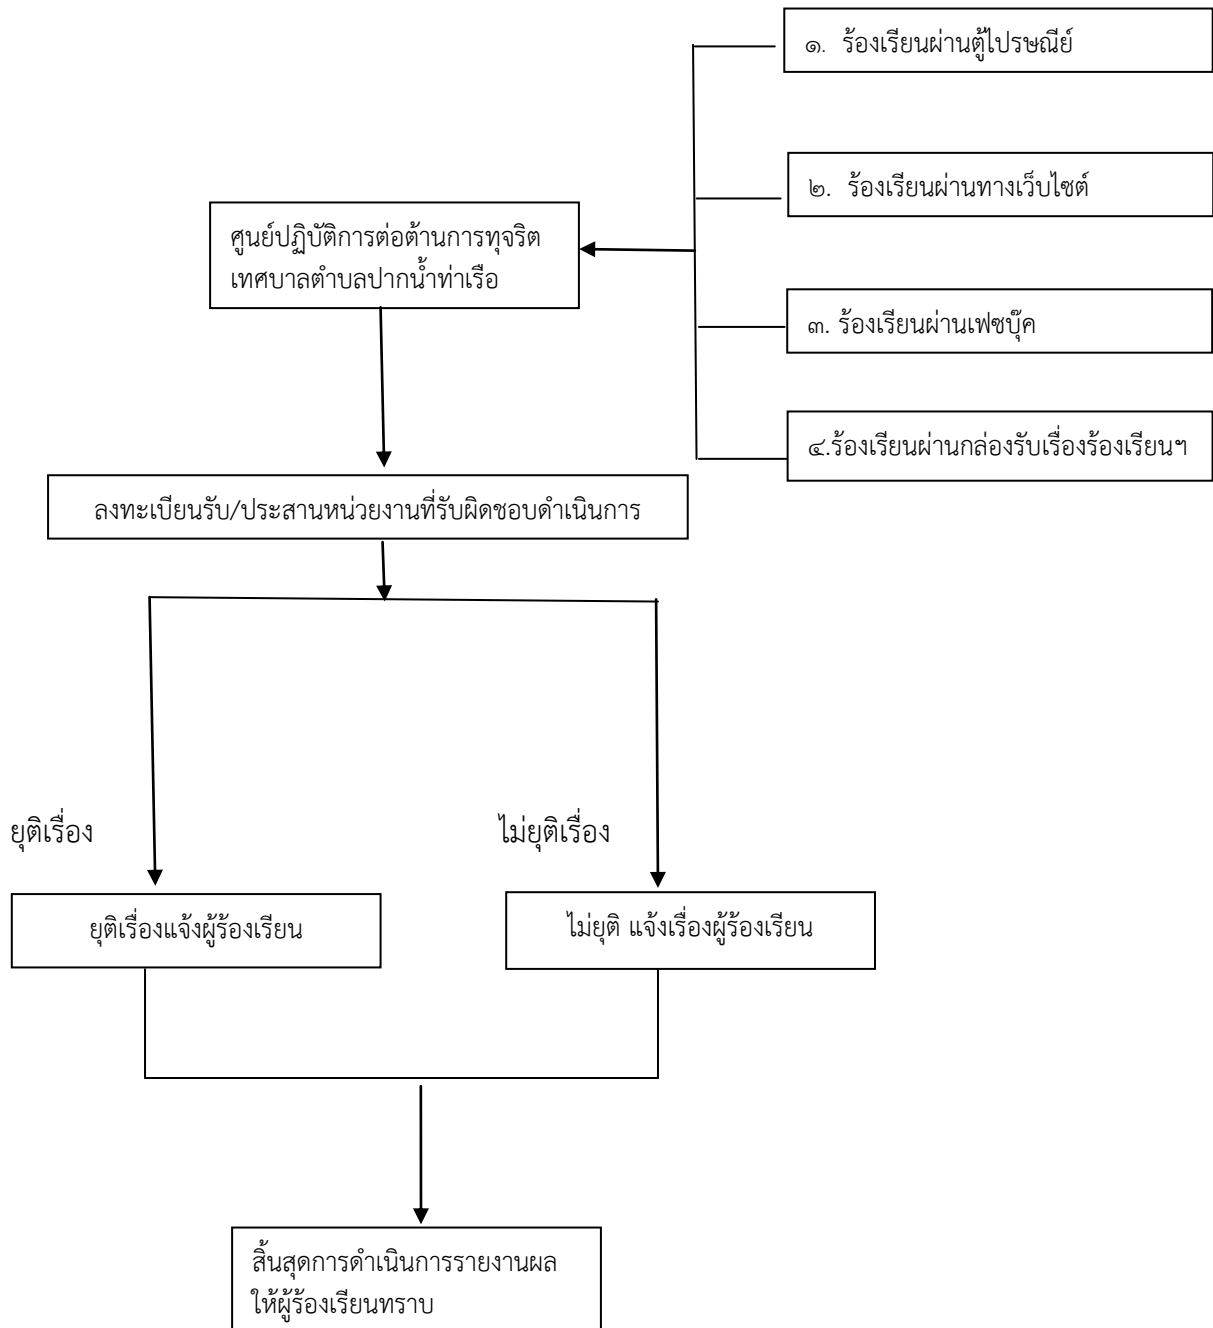 ๑. ร้องเรียนผ่านตู้ไปรษณีย์
๒. ร้องเรียนผ่านทางเว็บไซต์
ศูนย์ปฏิบัติการต่อต้านการทุจริต
เทศบาลตำบลปากน้ำท่าเรือ
๓. ร้องเรียนผ่านเฟซบุ๊ค
๔.ร้องเรียนผ่านกล่องรับเรื่องร้องเรียนฯ
ลงทะเบียนรับ/ประสานหน่วยงานที่รับผิดชอบดำเนินการ
ยุติเรื่อง
ไม่ยุติเรื่อง
ยุติเรื่องแจ้งผู้ร้องเรียน
ไม่ยุติ แจ้งเรื่องผู้ร้องเรียน
สิ้นสุดการดำเนินการรายงานผล
ให้ผู้ร้องเรียนทราบ